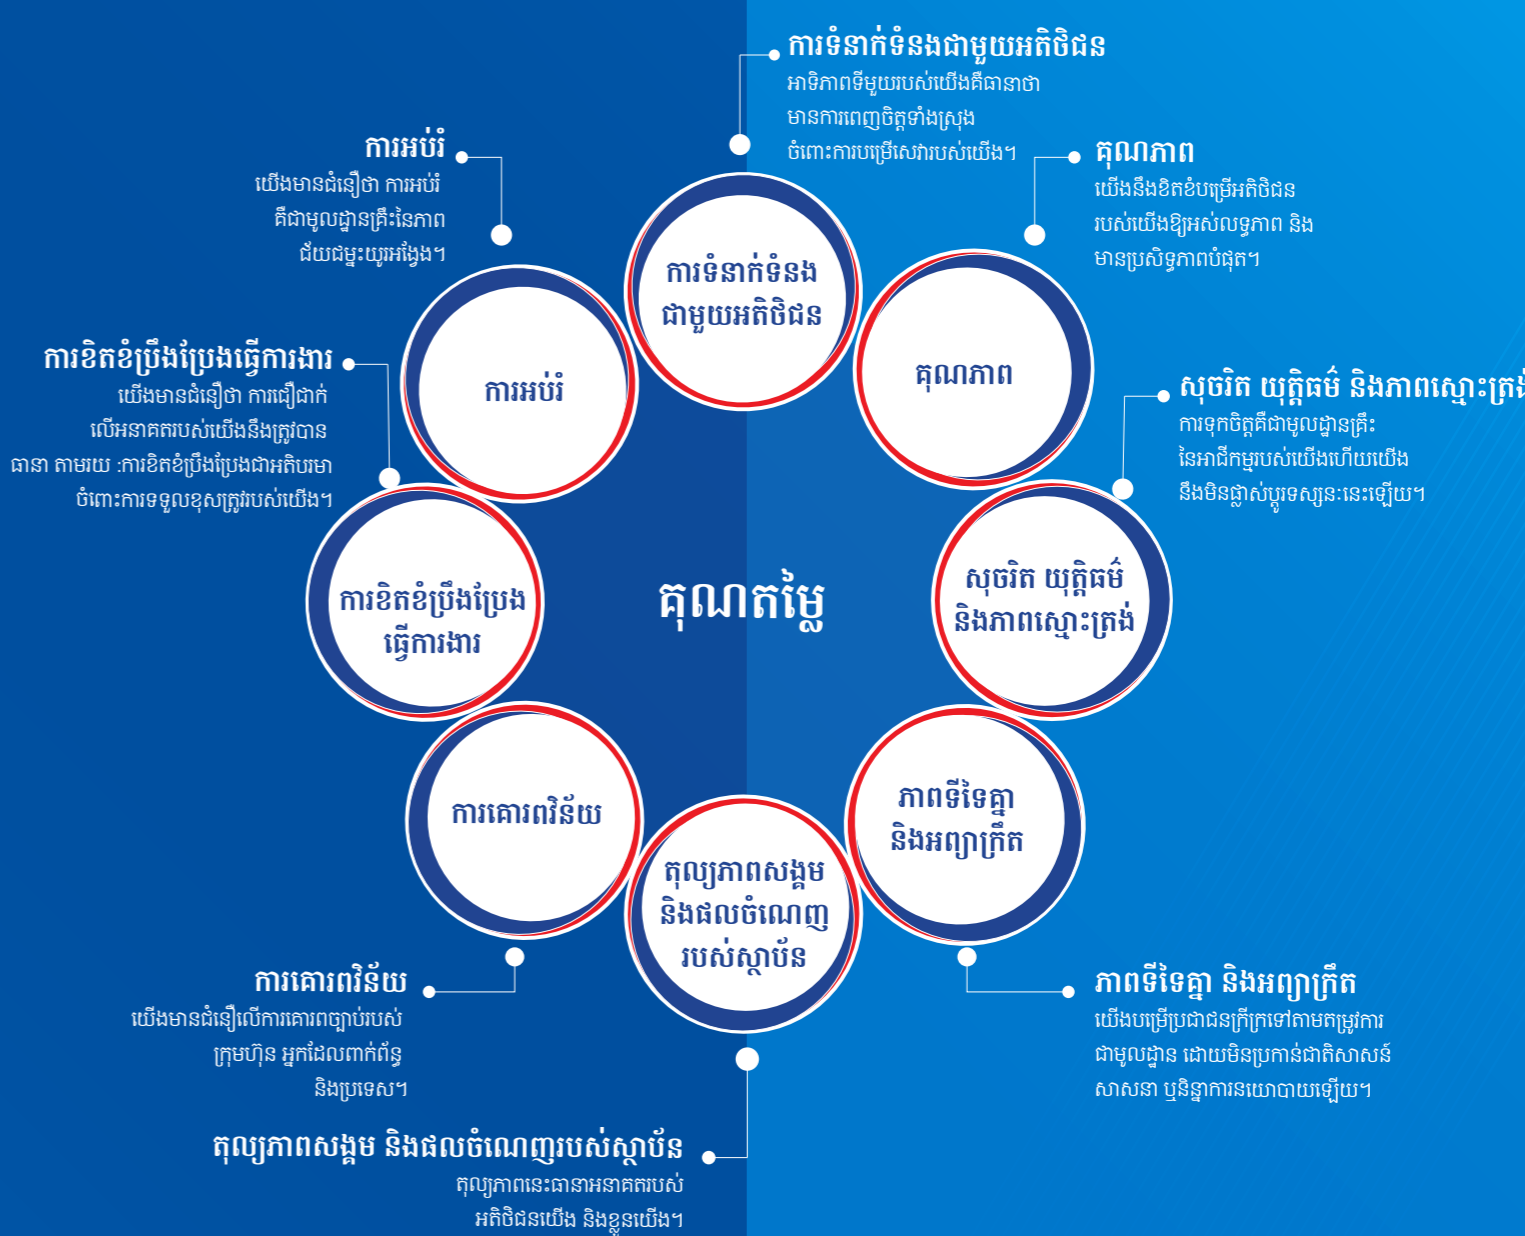 ការទំនាក់ទំនងជាមួយអតិថិជន
អាទិភាពទីមួយរបស់យើងគឺធានាថា
មានការពេញចិត្តទាំងស្រុង
ចំពោះការបម្រើសេវារបស់យើង។
គុណភាព
យើងនឹងខិតខំបម្រើអតិថិជន
របស់យើងឱ្យអស់លទ្ធភាព និង
មានប្រសិទ្ធភាពបំផុត។
សុចរិត យុត្តិធម៌ និងភាពស្មោះត្រង់
ការទុកចិត្តគឺជាមូលដ្ឋានគ្រឹះ
នៃអាជីកម្មរបស់យើងហើយយើង
នឹងមិនផ្លាស់ប្តូរទស្សនៈនេះឡើយ។
ភាពទីទៃគ្នា និងអព្យាក្រឹត
យើងបម្រើប្រជាជនក្រីក្រទៅតាមតម្រូវការ
ជាមូលដ្ឋាន ដោយមិនប្រកាន់ជាតិសាសន៍
សាសនា ឬនិន្នាការនយោបាយឡើយ។
តុល្យភាពសង្គម និងផលចំណេញរបស់ស្ថាប័ន
តុល្យភាពនេះធានាអនាគតរបស់
អតិថិជនយើង និងខ្លួនយើង។
ការគោរពវិន័យ
យើងមានជំនឿលើការគោរពច្បាប់របស់
ក្រុមហ៊ុន អ្នកដែលពាក់ព័ន្ធ
និងប្រទេស។
ការខិតខំប្រឹងប្រែងធ្វើការងារ
យើងមានជំនឿថា ការជឿជាក់
លើអនាគតរបស់យើងនឹងត្រូវបាន
ធានា តាមរយ :ការខិតខំប្រឹងប្រែងជាអតិបរមា
ចំពោះការទទួលខុសត្រូវរបស់យើង។
ការអប់រំ
យើងមានជំនឿថា ការអប់រំ
គឺជាមូលដ្ឋានគ្រឹះនៃភាព
ជ័យជម្នះយូរអង្វែង។
ការទំនាក់ទំនង
ជាមួយអតិថិជន
គុណភាព
សុចរិត យុត្តិធម៌
និងភាពស្មោះត្រង់
ភាពទីទៃគ្នា
និងអព្យាក្រឹត
តុល្យភាពសង្គម
និងផលចំណេញ
របស់ស្ថាប័ន
ការគោរពវិន័យ
ការខិតខំប្រឹងប្រែង
ធ្វើការងារ
ការអប់រំ
គុណតម្លៃ